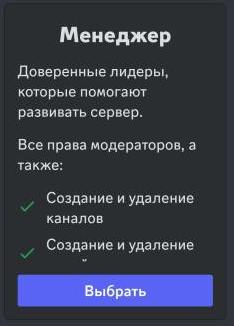 Менеджер
Доверенные лидеры,
которые помогают
развивать сервер.
Все права модераторов, а
также:
Создание и удаление
каналов
Создание и удаление
Выбрать